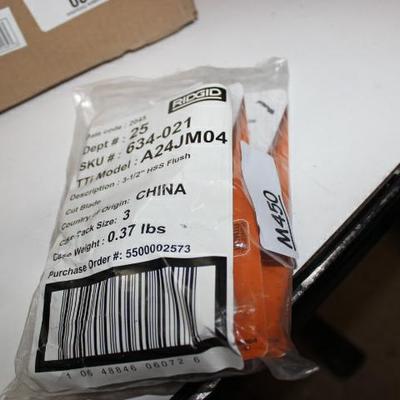 RIDGID
Date code : 2045
Dept # : 25
SKU # : 634-021
TTi Model : A24JM04
Description : 3-1/2" HSS Flush
Cut Blade
Country of Origin: CHINA
Case Pack Size: 3
Case Weight : 0.37 lbs
Purchase Order #: 5500002573
1 06 48846 06072 6
M450